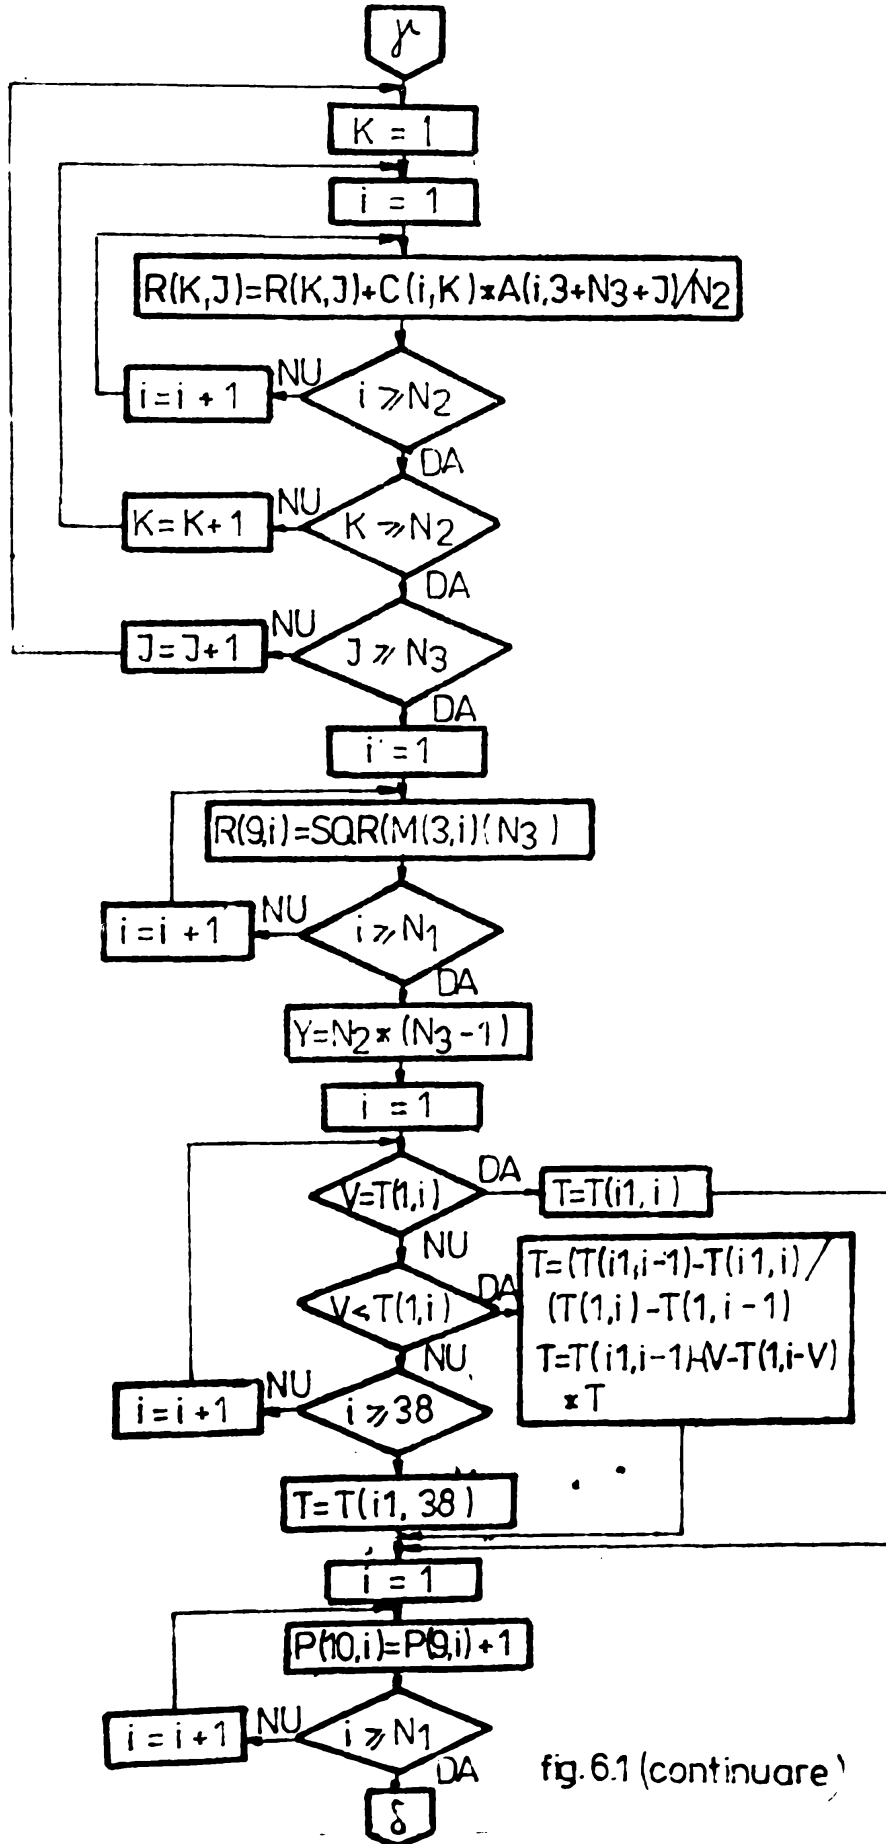 γ
K = 1
i = 1
R(K,J)=R(K,J)+C(i,K)*A(i,3+N3+J)/N2
i ⩾ N2
NU
i = i + 1
DA
K ⩾ N2
NU
K = K + 1
DA
J ⩾ N3
NU
J = J+1
DA
i = 1
R(9,i)=SQR(M(3,i)(N3)
i ⩾ N1
NU
i = i + 1
DA
Y=N2*(N3-1)
i = 1
V=T(1,i)
DA
T=T(i1,i)
NU
V<T(1,i)
DA
T=(T(i1,i-1)-T(i1,i)/
(T(1,i)-T(1,i-1)
T=T(i1,i-1)-(V-T(1,i-V)
*T
NU
i ⩾ 38
NU
i = i + 1
T=T(i1,38)
i = 1
P(10,i)=P(9,i)+1
i ⩾ N1
NU
i = i + 1
DA
δ
fig.6.1 (continuare)